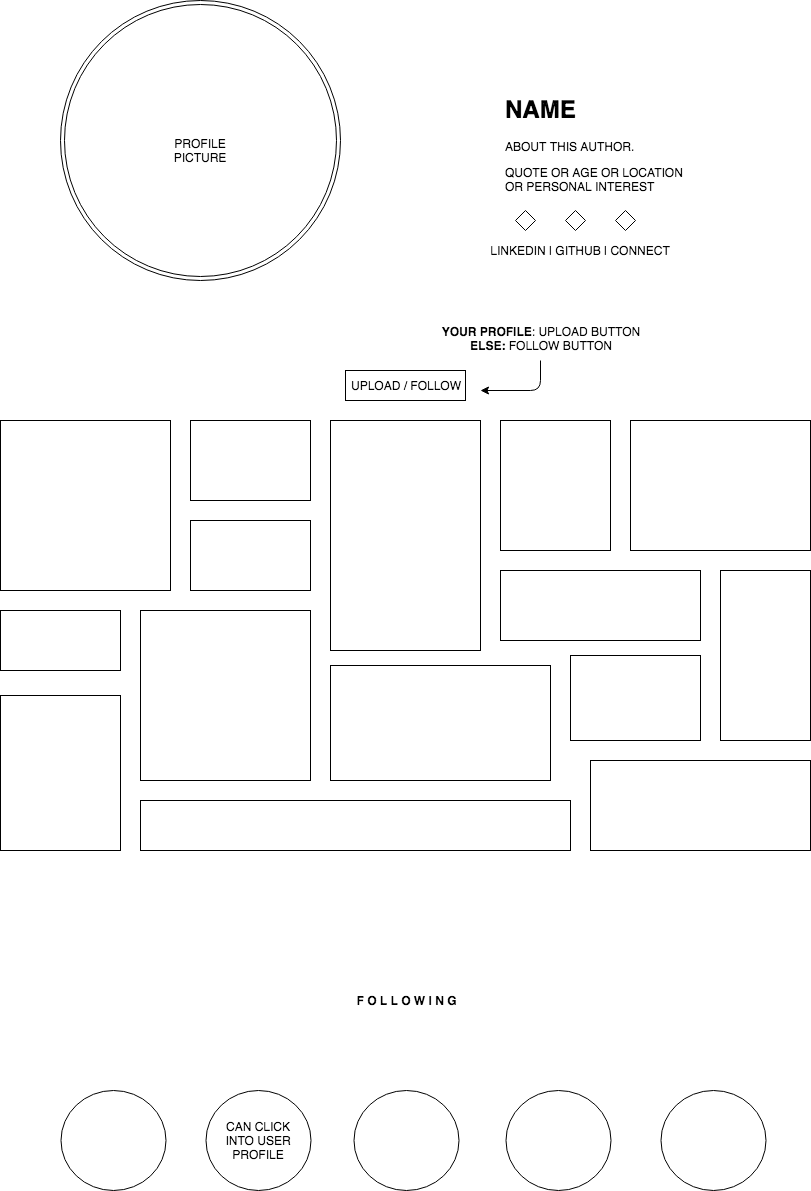 PROFILE
PICTURE
NAME
ABOUT THIS AUTHOR.
QUOTE OR AGE OR LOCATION
OR PERSONAL INTEREST
LINKEDIN | GITHUB | CONNECT
YOUR PROFILE: UPLOAD BUTTON
ELSE: FOLLOW BUTTON
UPLOAD / FOLLOW
FOLLOWING
CAN CLICK
INTO USER
PROFILE